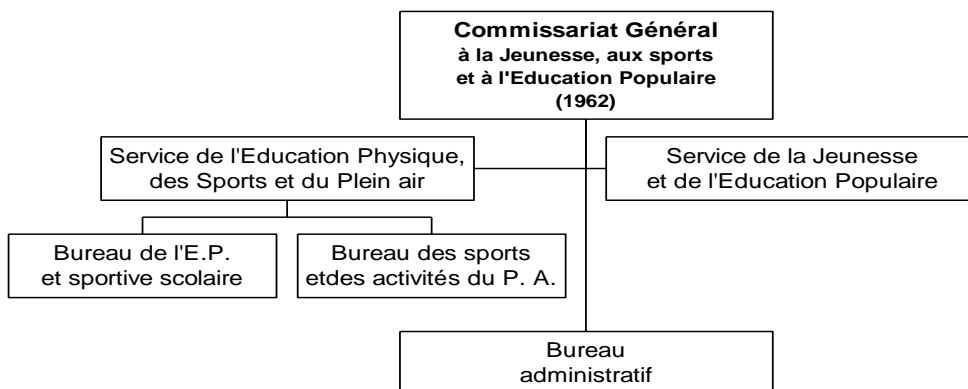 Commissariat Général
à la Jeunesse, aux sports
et à l'Education Populaire
(1962)
Service de l'Education Physique,
des Sports et du Plein air
Service de la Jeunesse
et de l'Education Populaire
Bureau de l'E.P.
et sportive scolaire
Bureau des sports
etdes activités du P. A.
Bureau
administratif